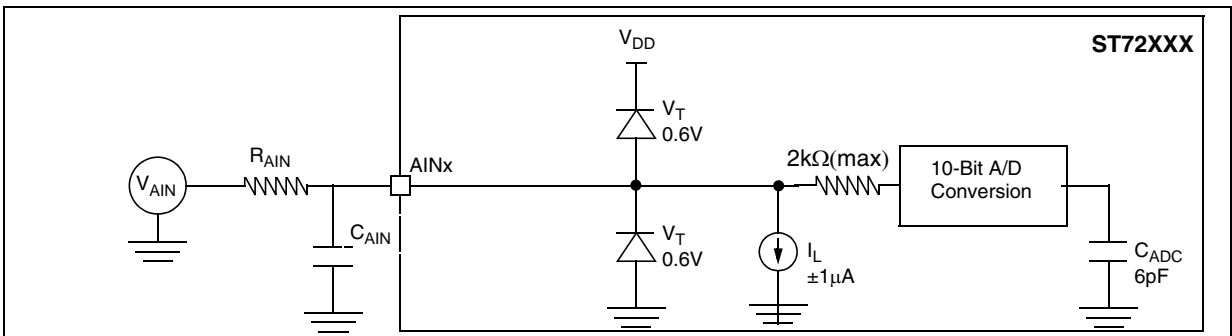 ST72XXX
V_DD
V_T
0.6V
R_AIN
AINx
2kΩ(max)
10-Bit A/D
Conversion
V_AIN
C_AIN
V_T
0.6V
I_L
±1μA
C_ADC
6pF